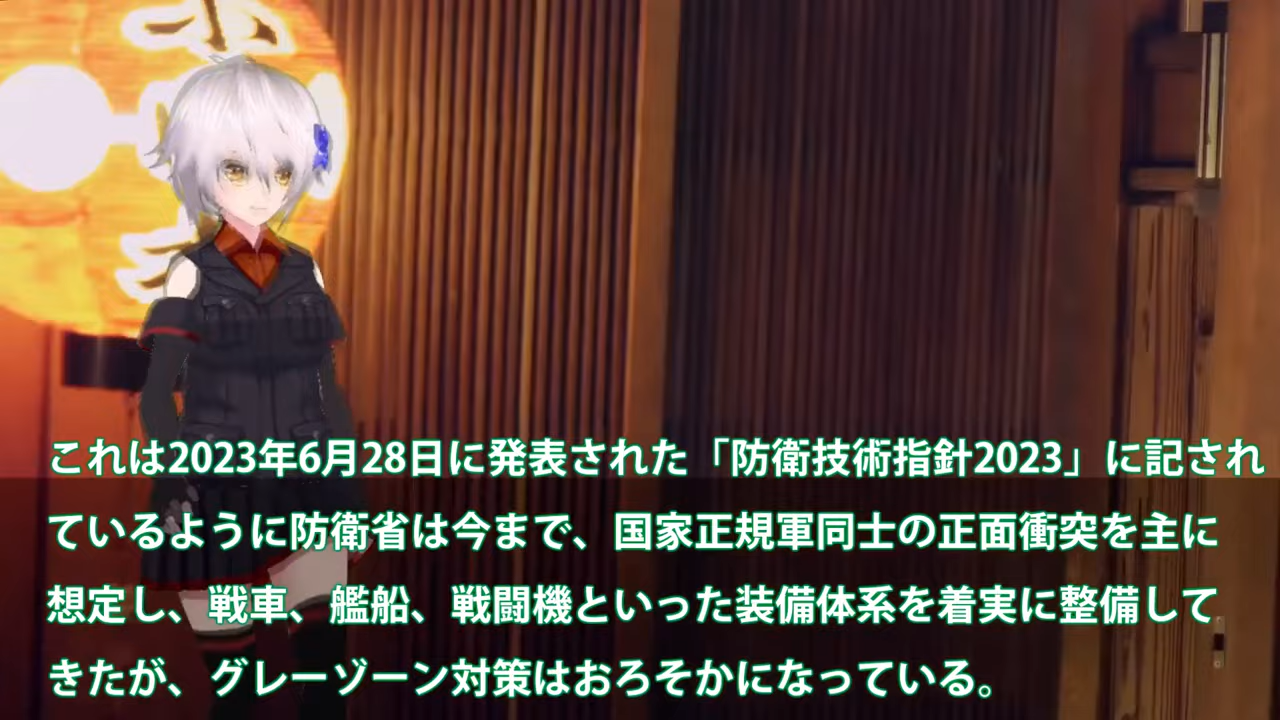 これは2023年6月28日に発表された「防衛技術指針2023」に記され
ているように防衛省は今まで、国家正規軍同士の正面衝突を主に
想定し、戦車、艦船、戦闘機といった装備体系を着実に整備して
きたが、グレーゾーン対策はおろそかになっている。